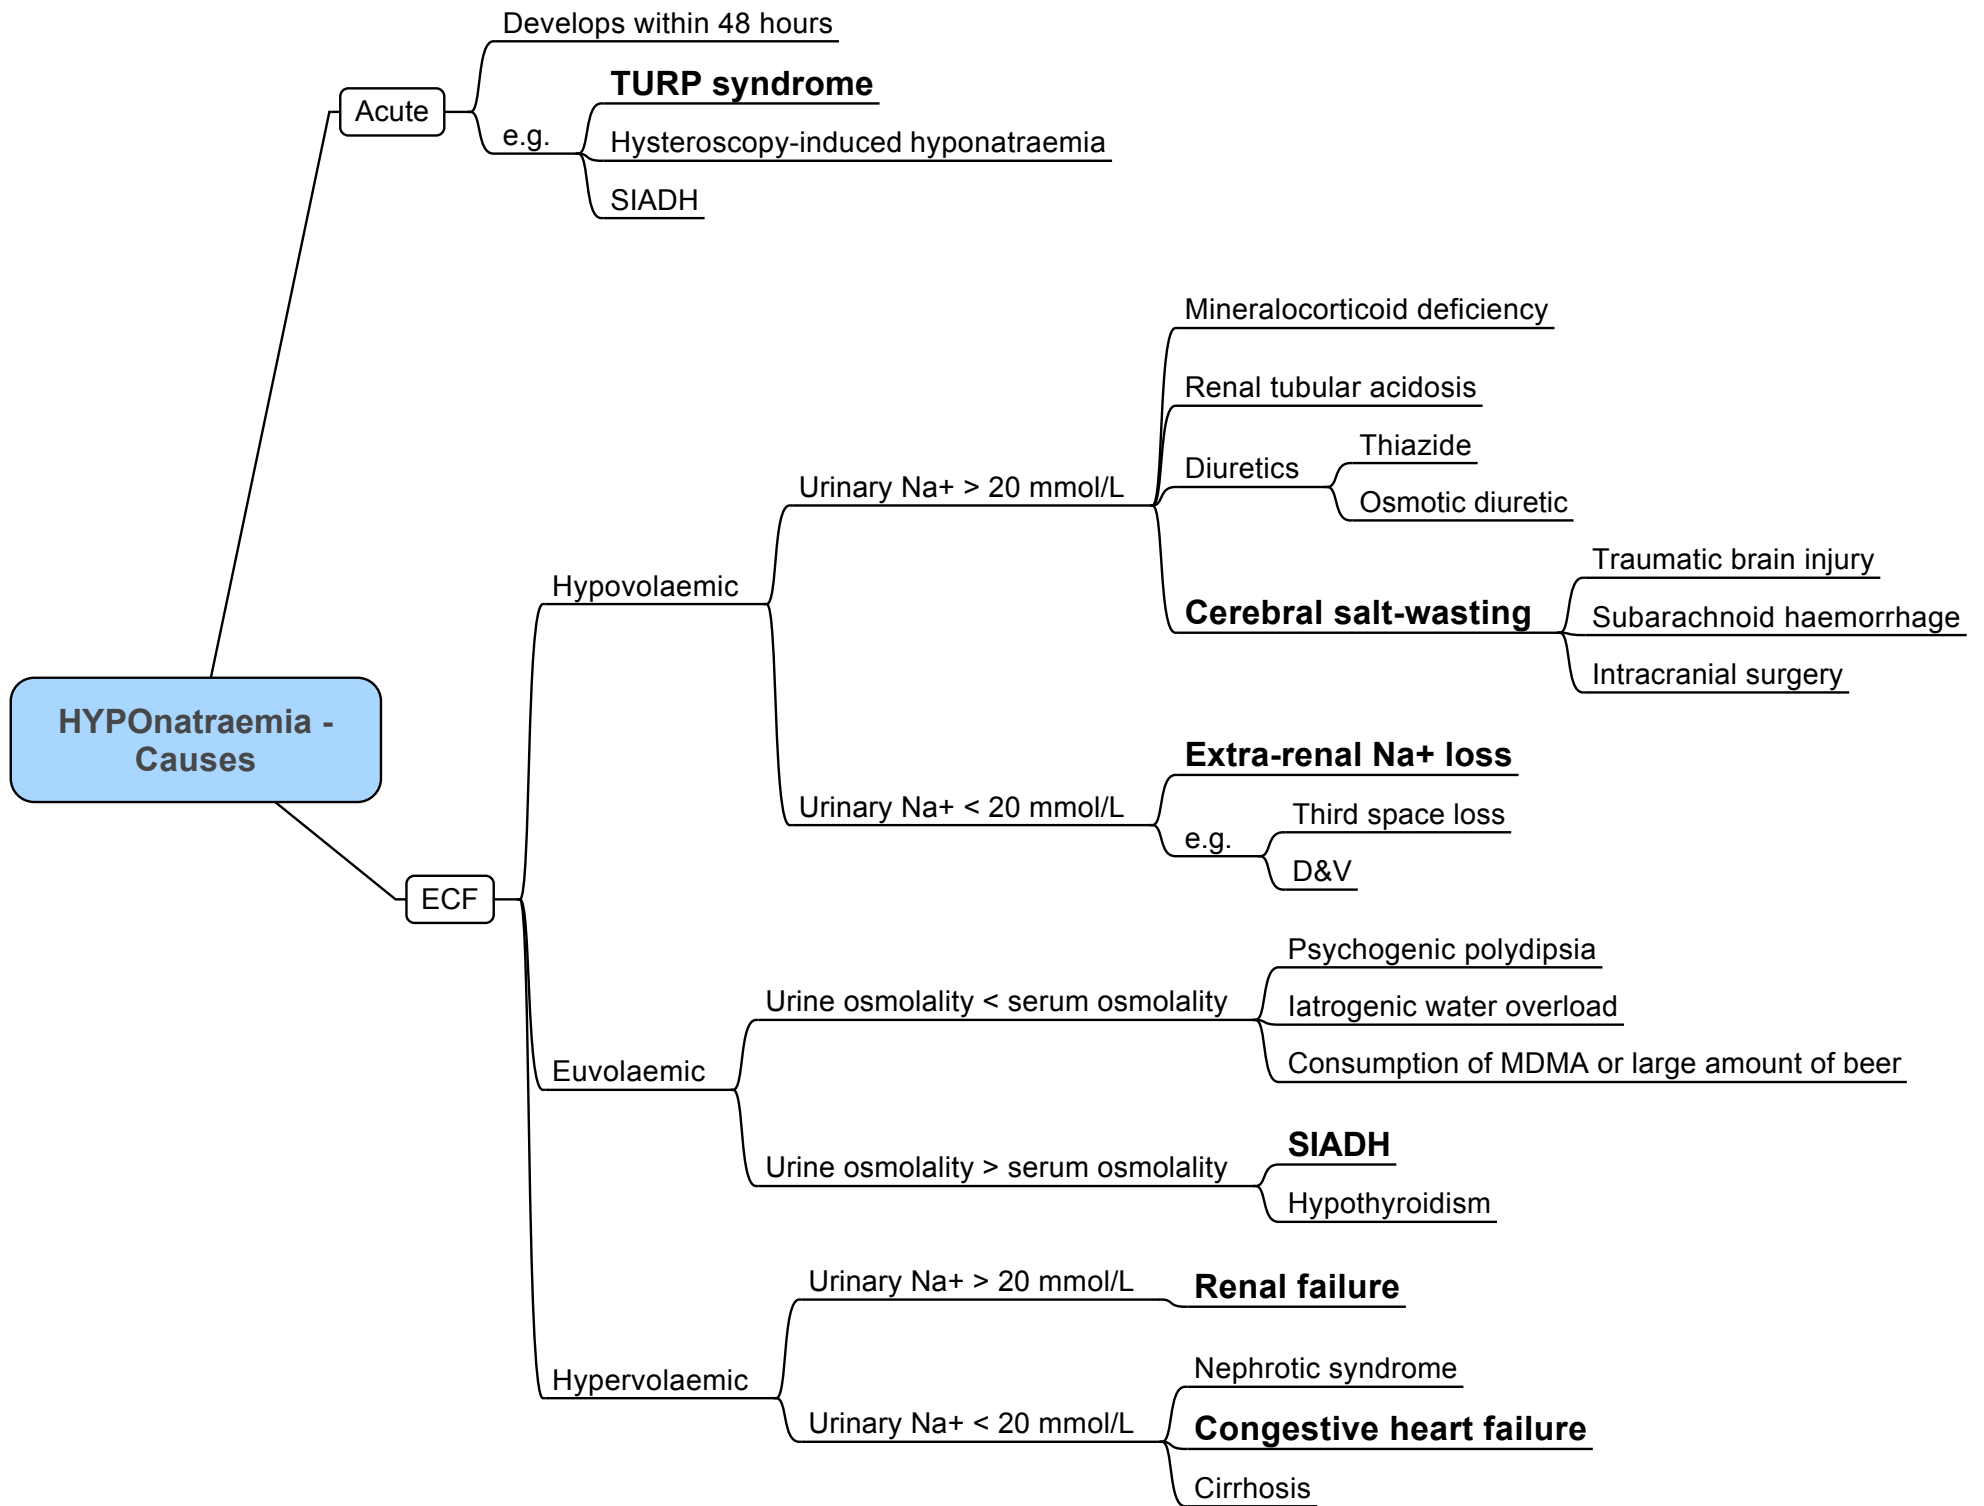 Develops within 48 hours
TURP syndrome
Acute
e.g.
Hysteroscopy-induced hyponatraemia
SIADH
Mineralocorticoid deficiency
Renal tubular acidosis
Thiazide
Diuretics
Urinary Na+ > 20 mmol/L
Osmotic diuretic
Traumatic brain injury
Hypovolaemic
Cerebral salt-wasting
Subarachnoid haemorrhage
Intracranial surgery
HYPOnatraemia -
Causes
Extra-renal Na+ loss
Urinary Na+ < 20 mmol/L
Third space loss
e.g.
D&V
ECF
Psychogenic polydipsia
Urine osmolality < serum osmolality
Iatrogenic water overload
Euvolaemic
Consumption of MDMA or large amount of beer
SIADH
Urine osmolality > serum osmolality
Hypothyroidism
Urinary Na+ > 20 mmol/L
Renal failure
Hypervolaemic
Nephrotic syndrome
Urinary Na+ < 20 mmol/L
Congestive heart failure
Cirrhosis